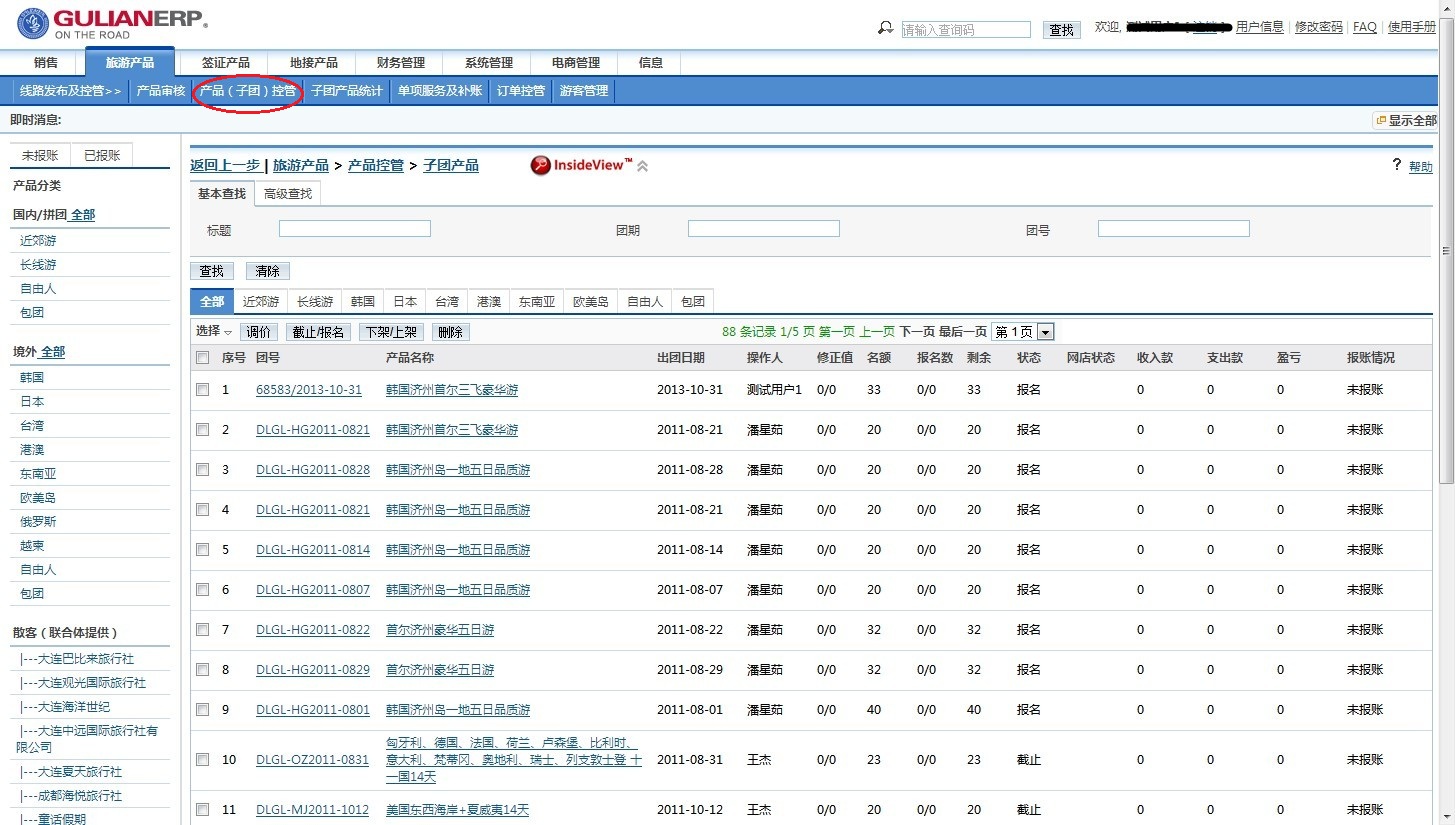 GULIANERP
ON THE ROAD
请输入查询码 查找 欢迎, 用户信息 | 修改密码 | FAQ | 使用手册
销售 旅游产品 签证产品 地接产品 财务管理 系统管理 电商管理 信息
线路发布及控管>> 产品审核 产品（子团）控管 子团产品统计 单项服务及补账 订单控管 游客管理
即时消息: 显示全部
未报账 已报账
产品分类
国内/拼团 全部
近郊游
长线游
自由人
包团
境外 全部
韩国
日本
台湾
港澳
东南亚
欧美岛
俄罗斯
越柬
自由人
包团
散客（联合体提供）
|---大连巴比来旅行社
|---大连观光国际旅行社
|---大连海洋世纪
|---大连中远国际旅行社有
限公司
|---大连夏天旅行社
|---成都海悦旅行社
|---童话假期
返回上一步 | 旅游产品 > 产品控管 > 子团产品 InsideView™ ? 帮助
基本查找 高级查找
标题 团期 团号
查找 清除
全部 近郊游 长线游 韩国 日本 台湾 港澳 东南亚 欧美岛 自由人 包团
选择 调价 截止/报名 下架/上架 删除 88 条记录 1/5 页 第一页 上一页 下一页 最后一页 第 1 页
序号 团号 产品名称 出团日期 操作人 修正值 名额 报名数 剩余 状态 网店状态 收入款 支出款 盈亏 报账情况
1 68583/2013-10-31 韩国济州首尔三飞豪华游 2013-10-31 测试用户1 0/0 33 0/0 33 报名 0 0 0 未报账
2 DLGL-HG2011-0821 韩国济州首尔三飞豪华游 2011-08-21 潘星茹 0/0 20 0/0 20 报名 0 0 0 未报账
3 DLGL-HG2011-0828 韩国济州岛一地五日品质游 2011-08-28 潘星茹 0/0 20 0/0 20 报名 0 0 0 未报账
4 DLGL-HG2011-0821 韩国济州岛一地五日品质游 2011-08-21 潘星茹 0/0 20 0/0 20 报名 0 0 0 未报账
5 DLGL-HG2011-0814 韩国济州岛一地五日品质游 2011-08-14 潘星茹 0/0 20 0/0 20 报名 0 0 0 未报账
6 DLGL-HG2011-0807 韩国济州岛一地五日品质游 2011-08-07 潘星茹 0/0 20 0/0 20 报名 0 0 0 未报账
7 DLGL-HG2011-0822 首尔济州豪华五日游 2011-08-22 潘星茹 0/0 32 0/0 32 报名 0 0 0 未报账
8 DLGL-HG2011-0829 首尔济州豪华五日游 2011-08-29 潘星茹 0/0 32 0/0 32 报名 0 0 0 未报账
9 DLGL-HG2011-0801 韩国济州岛一地五日品质游 2011-08-01 潘星茹 0/0 40 0/0 40 报名 0 0 0 未报账
匈牙利、德国、法国、荷兰、卢森堡、比利时、
10 DLGL-OZ2011-0831 意大利、梵蒂冈、奥地利、瑞士、列支敦士登 十 2011-08-31 王杰 0/0 23 0/0 23 截止 0 0 0 未报账
一国14天
11 DLGL-MJ2011-1012 美国东西海岸+夏威夷14天 2011-10-12 王杰 0/0 20 0/0 20 截止 0 0 0 未报账